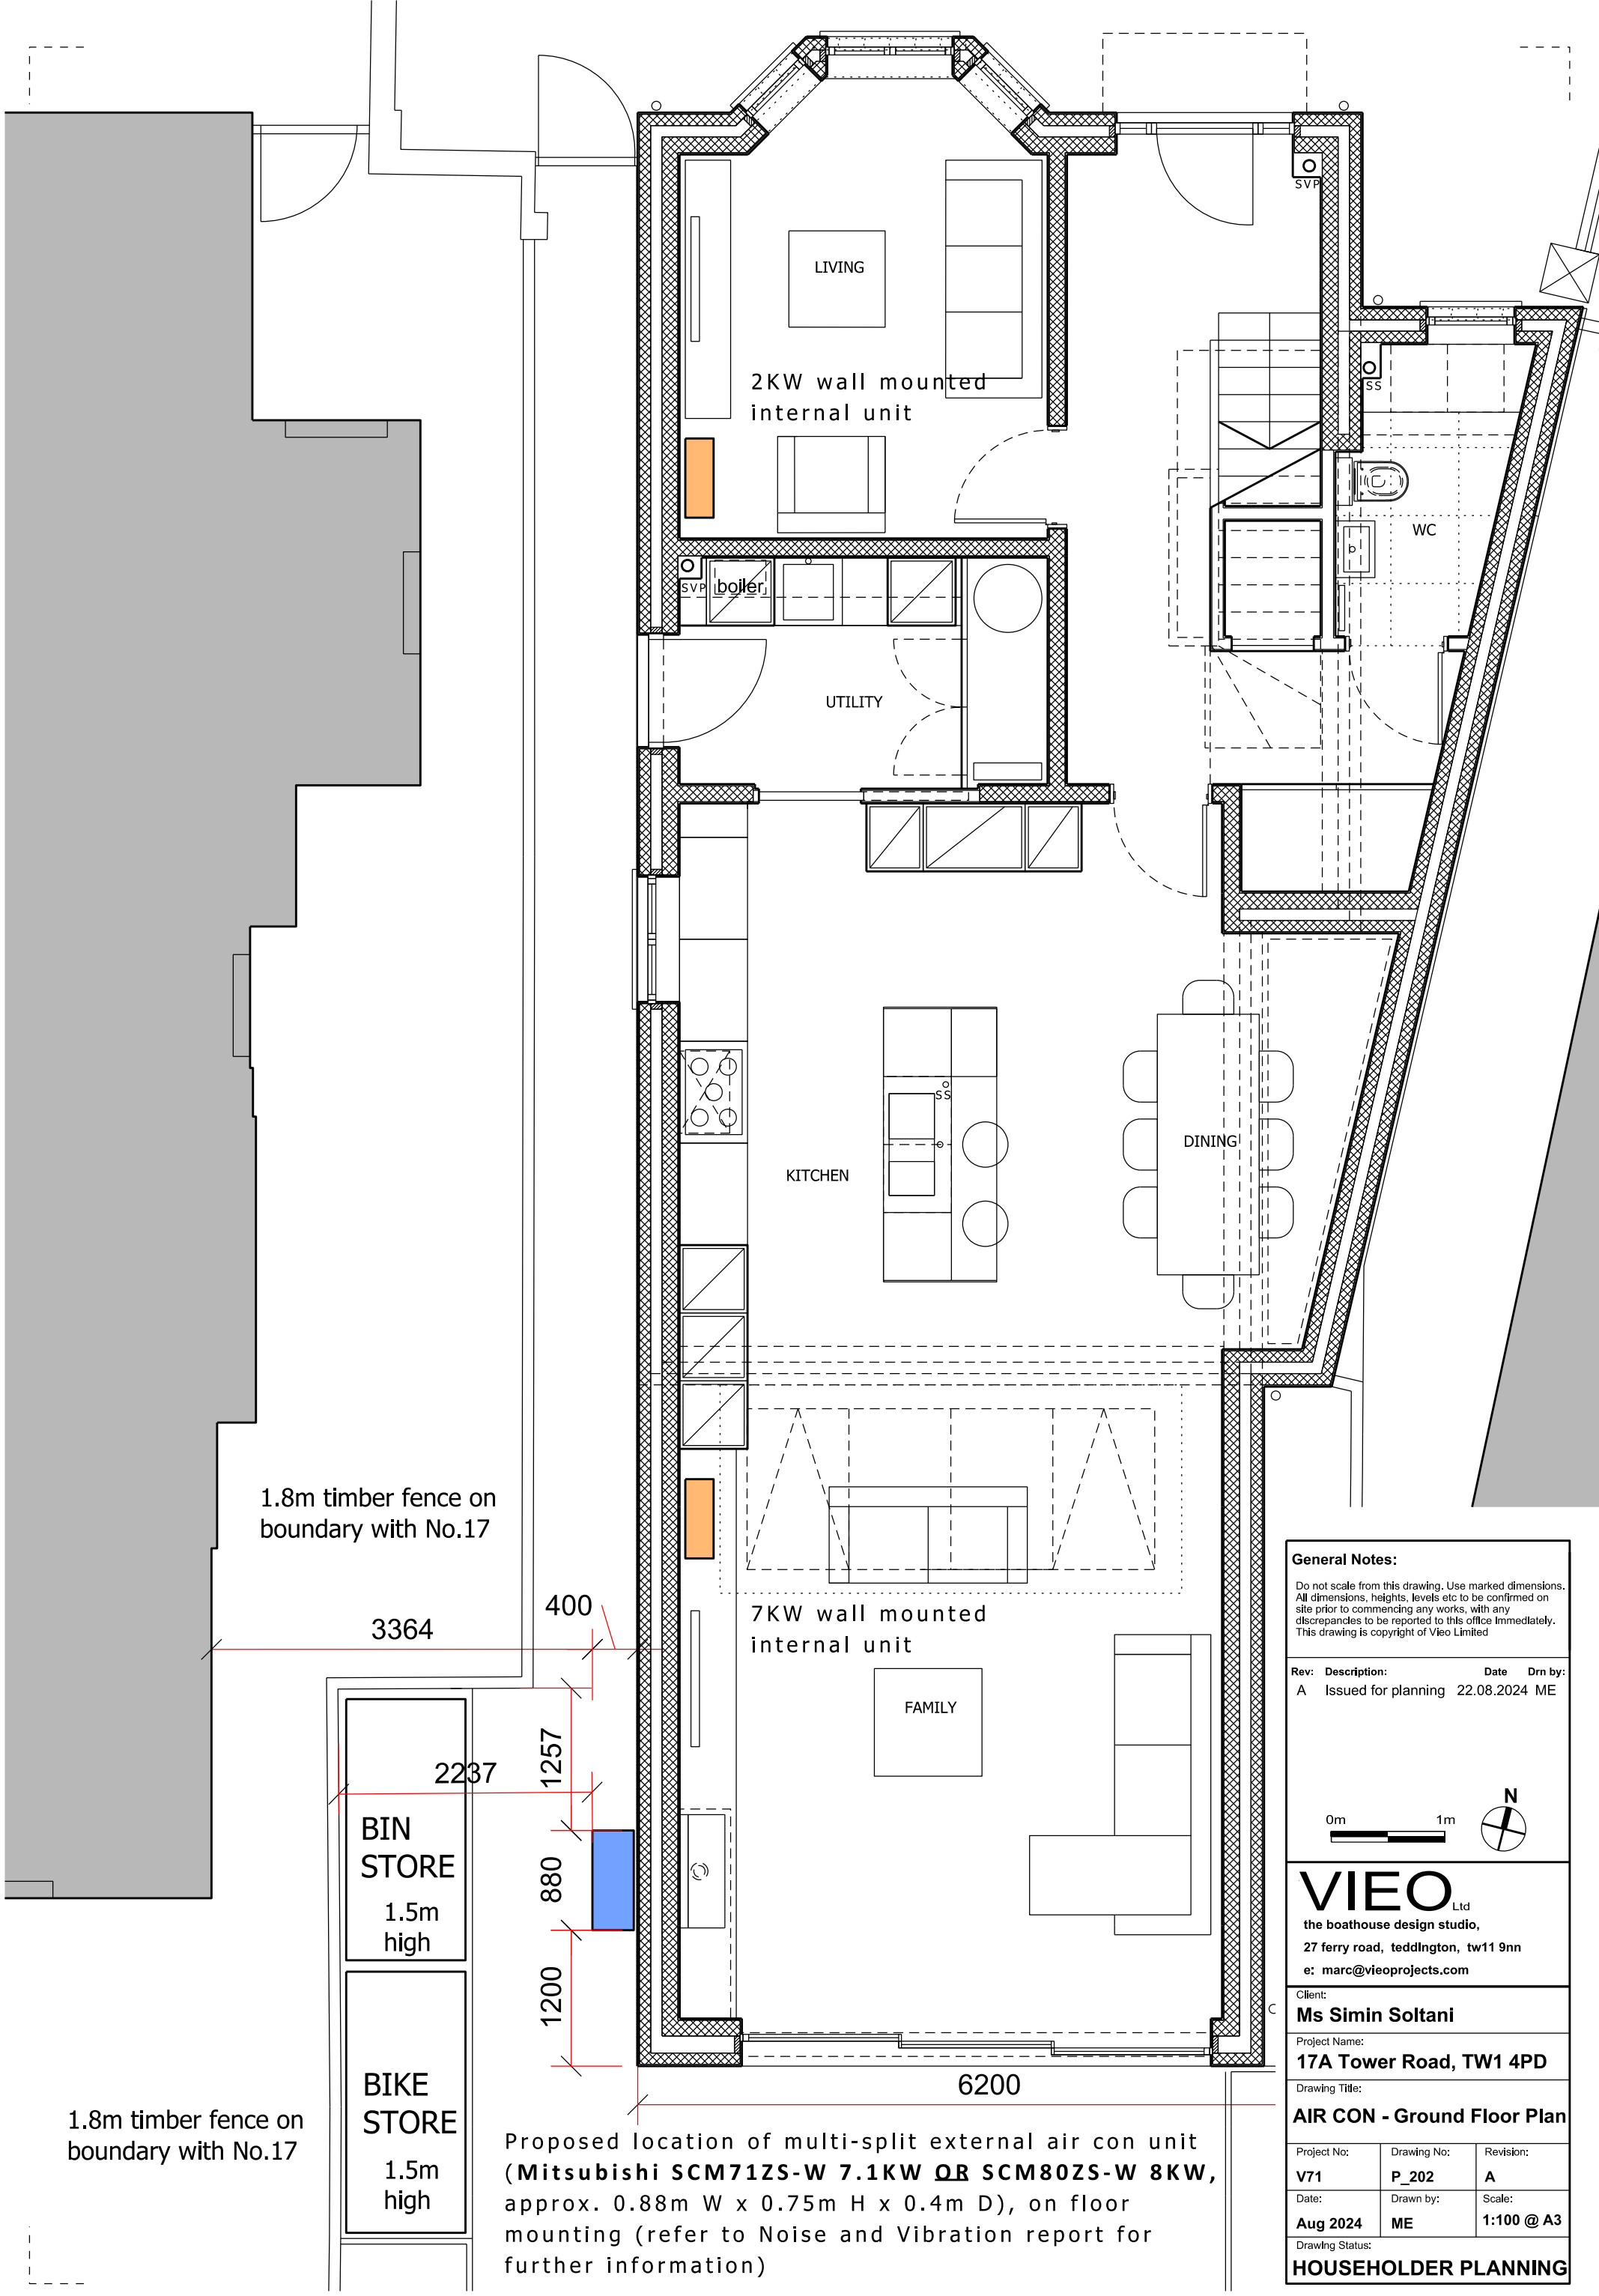 SVP
LIVING
2KW wall mounted
internal unit
SS
WC
SVP
boiler
UTILITY
SS
DINING
KITCHEN
1.8m timber fence on
boundary with No.17
400
3364
7KW wall mounted
internal unit
FAMILY
1257
2237
BIN
STORE
1.5m
high
880
1200
BIKE
STORE
1.5m
high
6200
1.8m timber fence on
boundary with No.17
Proposed location of multi-split external air con unit
(Mitsubishi SCM71ZS-W 7.1KW OR SCM80ZS-W 8KW,
approx. 0.88m W x 0.75m H x 0.4m D), on floor
mounting (refer to Noise and Vibration report for
further information)
General Notes:
Do not scale from this drawing. Use marked dimensions.
All dimensions, heights, levels etc to be confirmed on
site prior to commencing any works, with any
discrepancies to be reported to this office immediately.
This drawing is copyright of Vieo Limited
Rev: Description: Date Drn by:
A Issued for planning 22.08.2024 ME
N
0m 1m
VIEO Ltd
the boathouse design studio,
27 ferry road, teddington, tw11 9nn
e: marc@vieoprojects.com
Client:
Ms Simin Soltani
Project Name:
17A Tower Road, TW1 4PD
Drawing Title:
AIR CON - Ground Floor Plan
Project No: Drawing No: Revision:
V71 P_202 A
Date: Drawn by: Scale:
Aug 2024 ME 1:100 @ A3
Drawing Status:
HOUSEHOLDER PLANNING